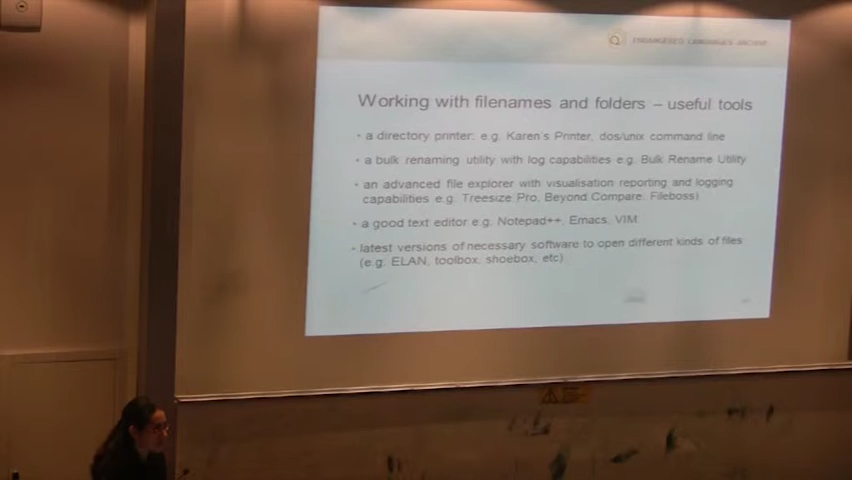 ENDANGERED LANGUAGES ARCHIVE
Working with filenames and folders – useful tools
• a directory printer: e.g. Karen's Printer, dos/unix command line
• a bulk renaming utility with log capabilities e.g. Bulk Rename Utility
• an advanced file explorer with visualisation reporting and logging
capabilities e.g. Treesize Pro, Beyond Compare, Fileboss)
• a good text editor e.g. Notepad++, Emacs, VIM
• latest versions of necessary software to open different kinds of files
(e.g. ELAN, toolbox, shoebox, etc)